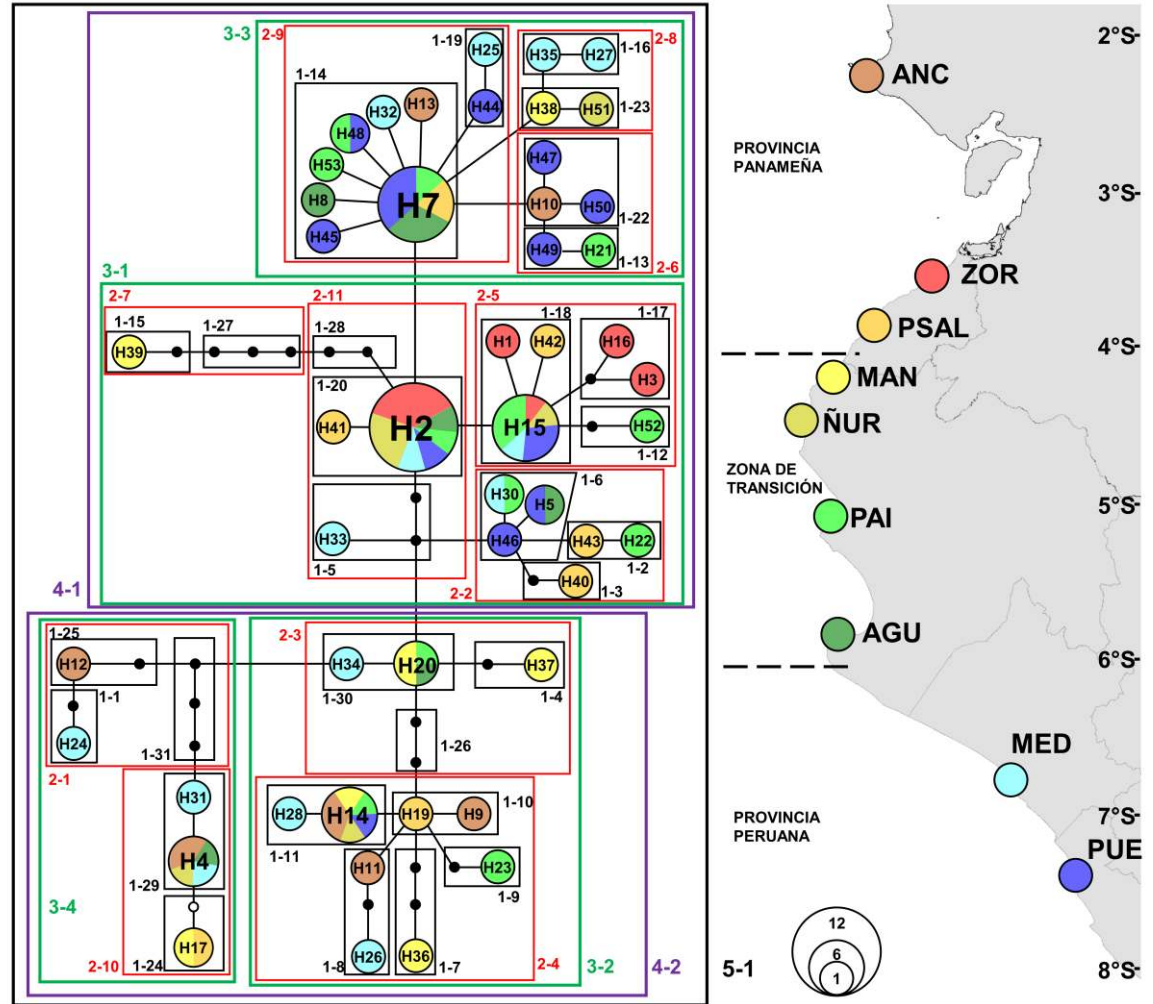 3-3
2-9
1-19
H25
2-8
H35
H27
1-16
1-14
H32
H13
H44
H38
H51
1-23
H48
H53
H47
H8
H7
H10
H50
1-22
H45
H49
H21
1-13
2-6
3-1
2-7
2-11
2-5
1-17
1-15
1-27
1-28
1-18
H39
H1
H42
H16
H3
1-20
H41
H2
H15
H52
1-12
1-6
H30
H5
H33
H46
H43
H22
1-5
1-2
H40
1-3
4-1
2-2
1-25
2-3
H12
H34
H20
H37
1-1
1-30
1-4
H24
1-31
1-26
2-1
H31
H28
H14
H19
H9
1-10
1-11
H4
H11
H23
1-29
1-9
3-4
H17
H26
H36
2-10
1-24
1-8
1-7
2-4
3-2
4-2
5-1
2°S
ANC
PROVINCIA
PANAMEÑA
3°S
ZOR
PSAL
4°S
MAN
ÑUR
ZONA DE
TRANSICIÓN
5°S
PAI
AGU
6°S
MED
PROVINCIA
PERUANA
7°S
PUE
12
6
1
8°S